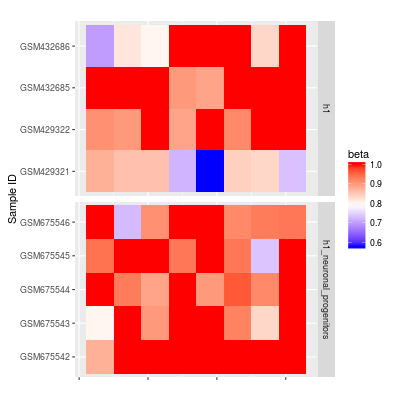 Sample ID
GSM432686
GSM432685
GSM429322
GSM429321
h1
GSM675546
GSM675545
GSM675544
GSM675543
GSM675542
h1_neuronal_progenitors
beta
1.0
0.9
0.8
0.7
0.6